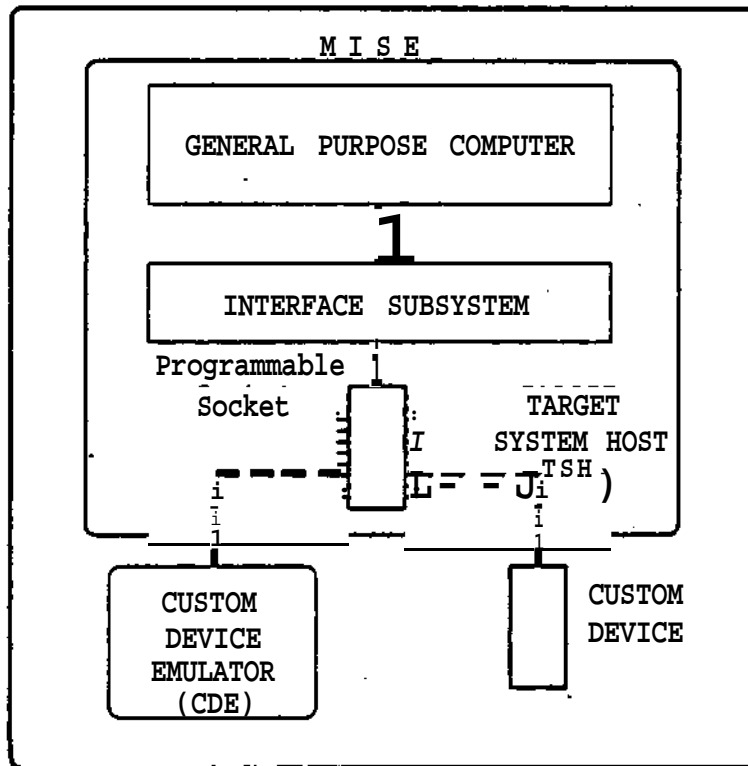 MISE
GENERAL PURPOSE COMPUTER
INTERFACE SUBSYSTEM
Programmable
Socket
TARGET
SYSTEM HOST
TSH )
CUSTOM
DEVICE
EMULATOR
(CDE)
CUSTOM
DEVICE